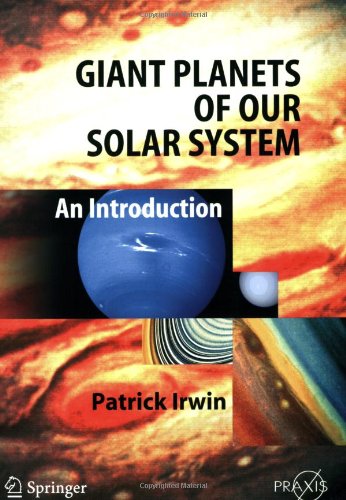 GIANT PLANETS
OF OUR
SOLAR SYSTEM
An Introduction
Patrick Irwin
Springer
PRAXIS